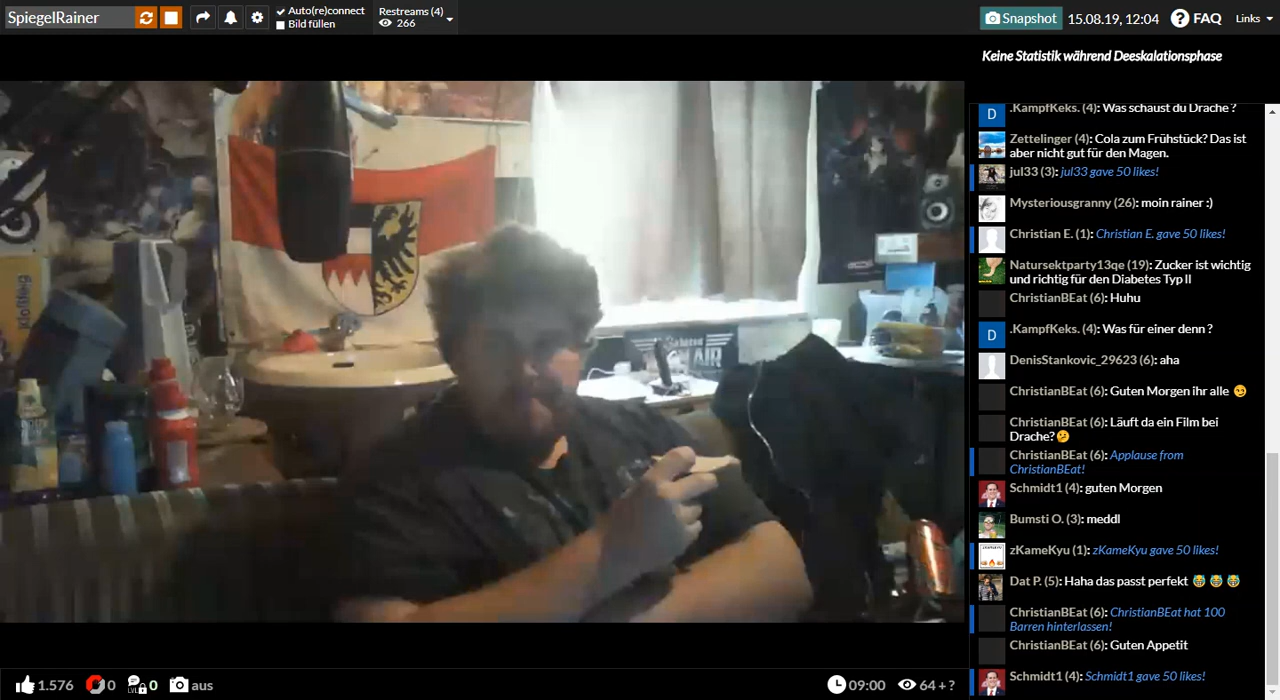 SpiegelRainer
Auto(re)connect
Bild füllen
Restreams (4)
266
Snapshot
15.08.19, 12:04
FAQ
Links
Keine Statistik während Deeskalationsphase
D
.KampfKeks. (4): Was schaust du Drache ?
Zettelinger (4): Cola zum Frühstück? Das ist
aber nicht gut für den Magen.
jul33 (3): jul33 gave 50 likes!
Mysteriousgranny (26): moin rainer :)
Christian E. (1): Christian E. gave 50 likes!
Natursektparty13qe (19): Zucker ist wichtig
und richtig für den Diabetes Typ II
ChristianBEat (6): Huhu
D
.KampfKeks. (4): Was für einer denn ?
DenisStankovic_29623 (6): aha
ChristianBEat (6): Guten Morgen ihr alle 😏
ChristianBEat (6): Läuft da ein Film bei
Drache?🤔
ChristianBEat (6): Applause from
ChristianBEat!
Schmidt1 (4): guten Morgen
Bumsti O. (3): meddl
zKameKyu (1): zKameKyu gave 50 likes!
Dat P. (5): Haha das passt perfekt 😂 😂 😂
ChristianBEat (6): ChristianBEat hat 100
Barren hinterlassen!
ChristianBEat (6): Guten Appetit
Schmidt1 (4): Schmidt1 gave 50 likes!
AIR
1.576
0
LVL
0
aus
09:00
64 + ?